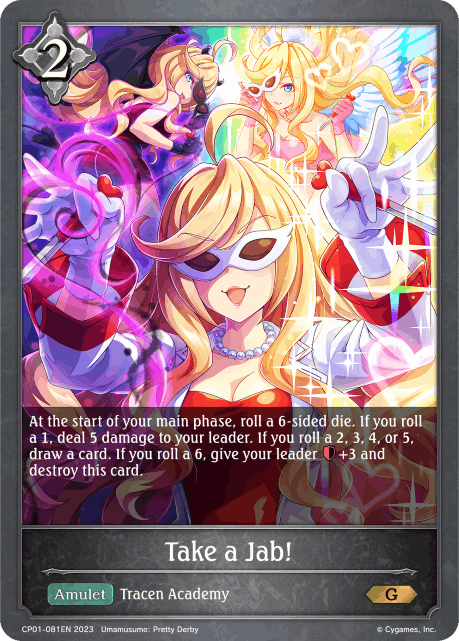 2
At the start of your main phase, roll a 6-sided die. If you roll
a 1, deal 5 damage to your leader. If you roll a 2, 3, 4, or 5,
draw a card. If you roll a 6, give your leader +3 and
destroy this card.
Take a Jab!
Amulet Tracen Academy G
CP01-081EN 2023 Umamusume: Pretty Derby © Cygames, Inc.